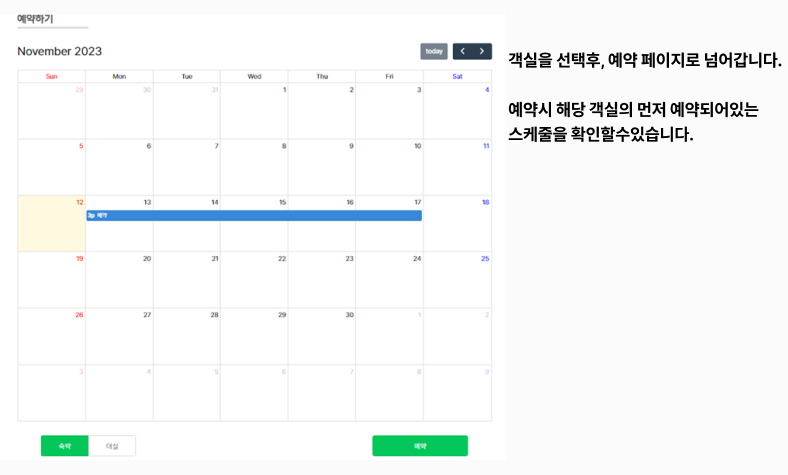 예약하기
November 2023
today
객실을 선택후, 예약 페이지로 넘어갑니다.
예약시 해당 객실의 먼저 예약되어있는
스케줄을 확인할수있습니다.
Sun Mon Tue Wed Thu Fri Sat
29 30 31 1 2 3 4
5 6 7 8 9 10 11
12 13 14 15 16 17 18
3p 예약
19 20 21 22 23 24 25
26 27 28 29 30 1 2
3 4 5 6 7 8 9
숙박 대실 예약